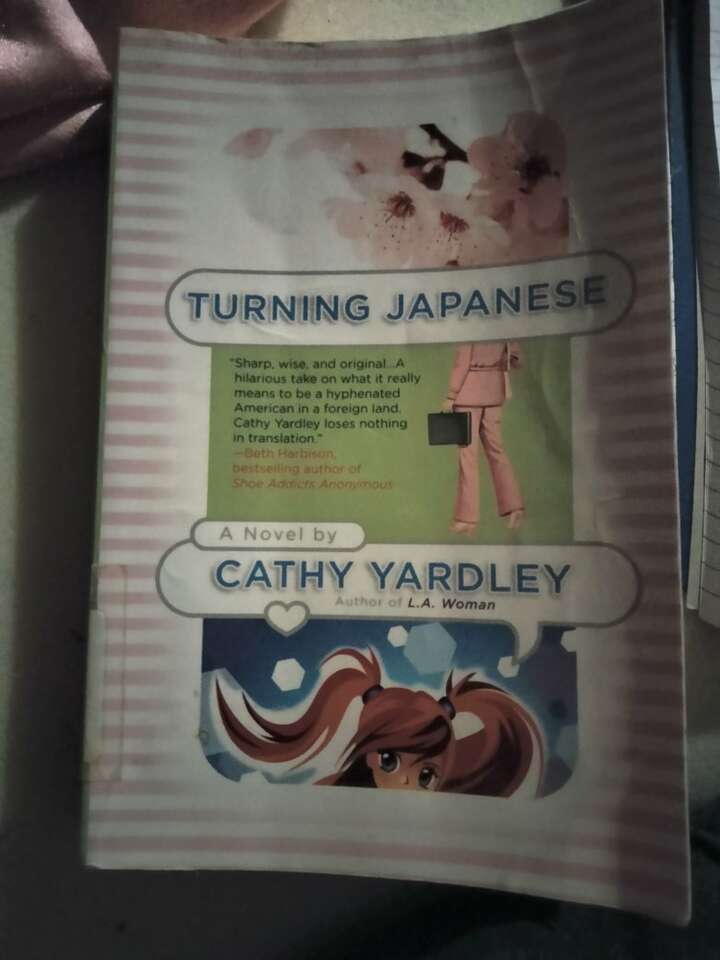 TURNING JAPANESE
"Sharp, wise, and original...A
hilarious take on what it really
means to be a hyphenated
American in a foreign land.
Cathy Yardley loses nothing
in translation."
—Beth Harbison,
bestselling author of
Shoe Addicts Anonymous
A Novel by
CATHY YARDLEY
Author of L.A. Woman